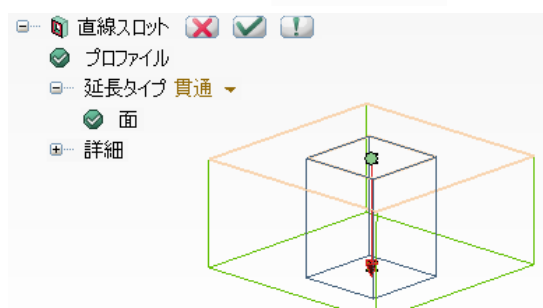 直線スロット
プロファイル
延長タイプ 貫通
面
詳細